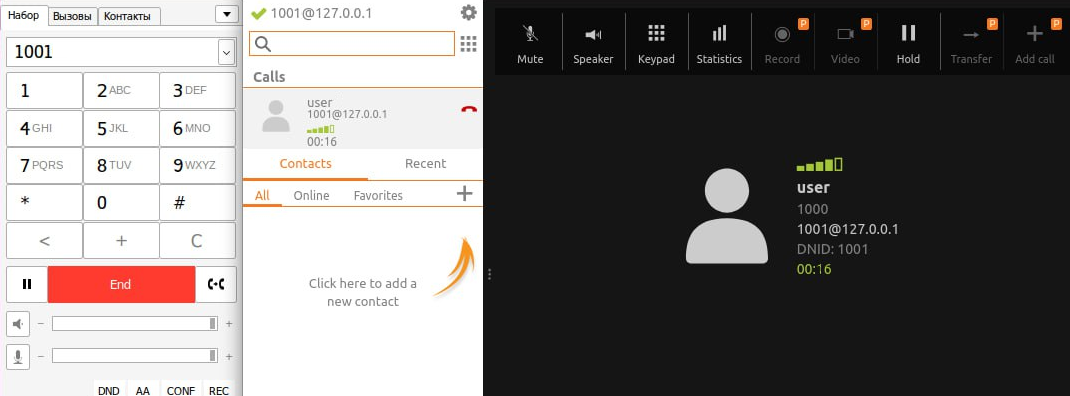 Набор Вызовы Контакты
1001
1 2 ABC 3 DEF
4 GHI 5 JKL 6 MNO
7 PQRS 8 TUV 9 WXYZ
* 0 #
< + C
End
− +
− +
DND AA CONF REC
1001@127.0.0.1
Calls
user
1001@127.0.0.1
00:16
Contacts Recent
All Online Favorites +
Click here to add a
new contact
P P P P
Mute Speaker Keypad Statistics Record Video Hold Transfer Add call
user
1000
1001@127.0.0.1
DNID: 1001
00:16